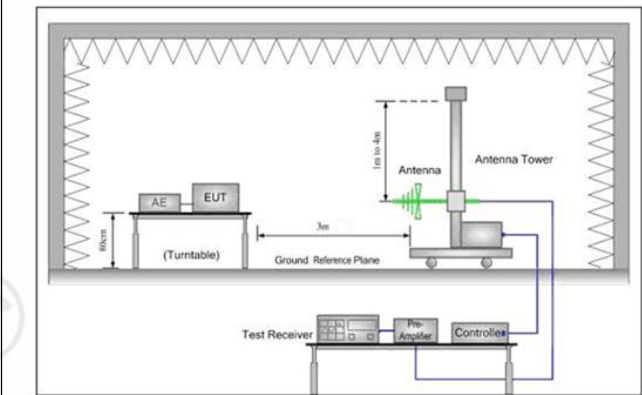 1m to 4m
Antenna
Antenna Tower
AE
EUT
80cm
(Turntable)
3m
Ground Reference Plane
Test Receiver
Pre-
Amplifier
Controller